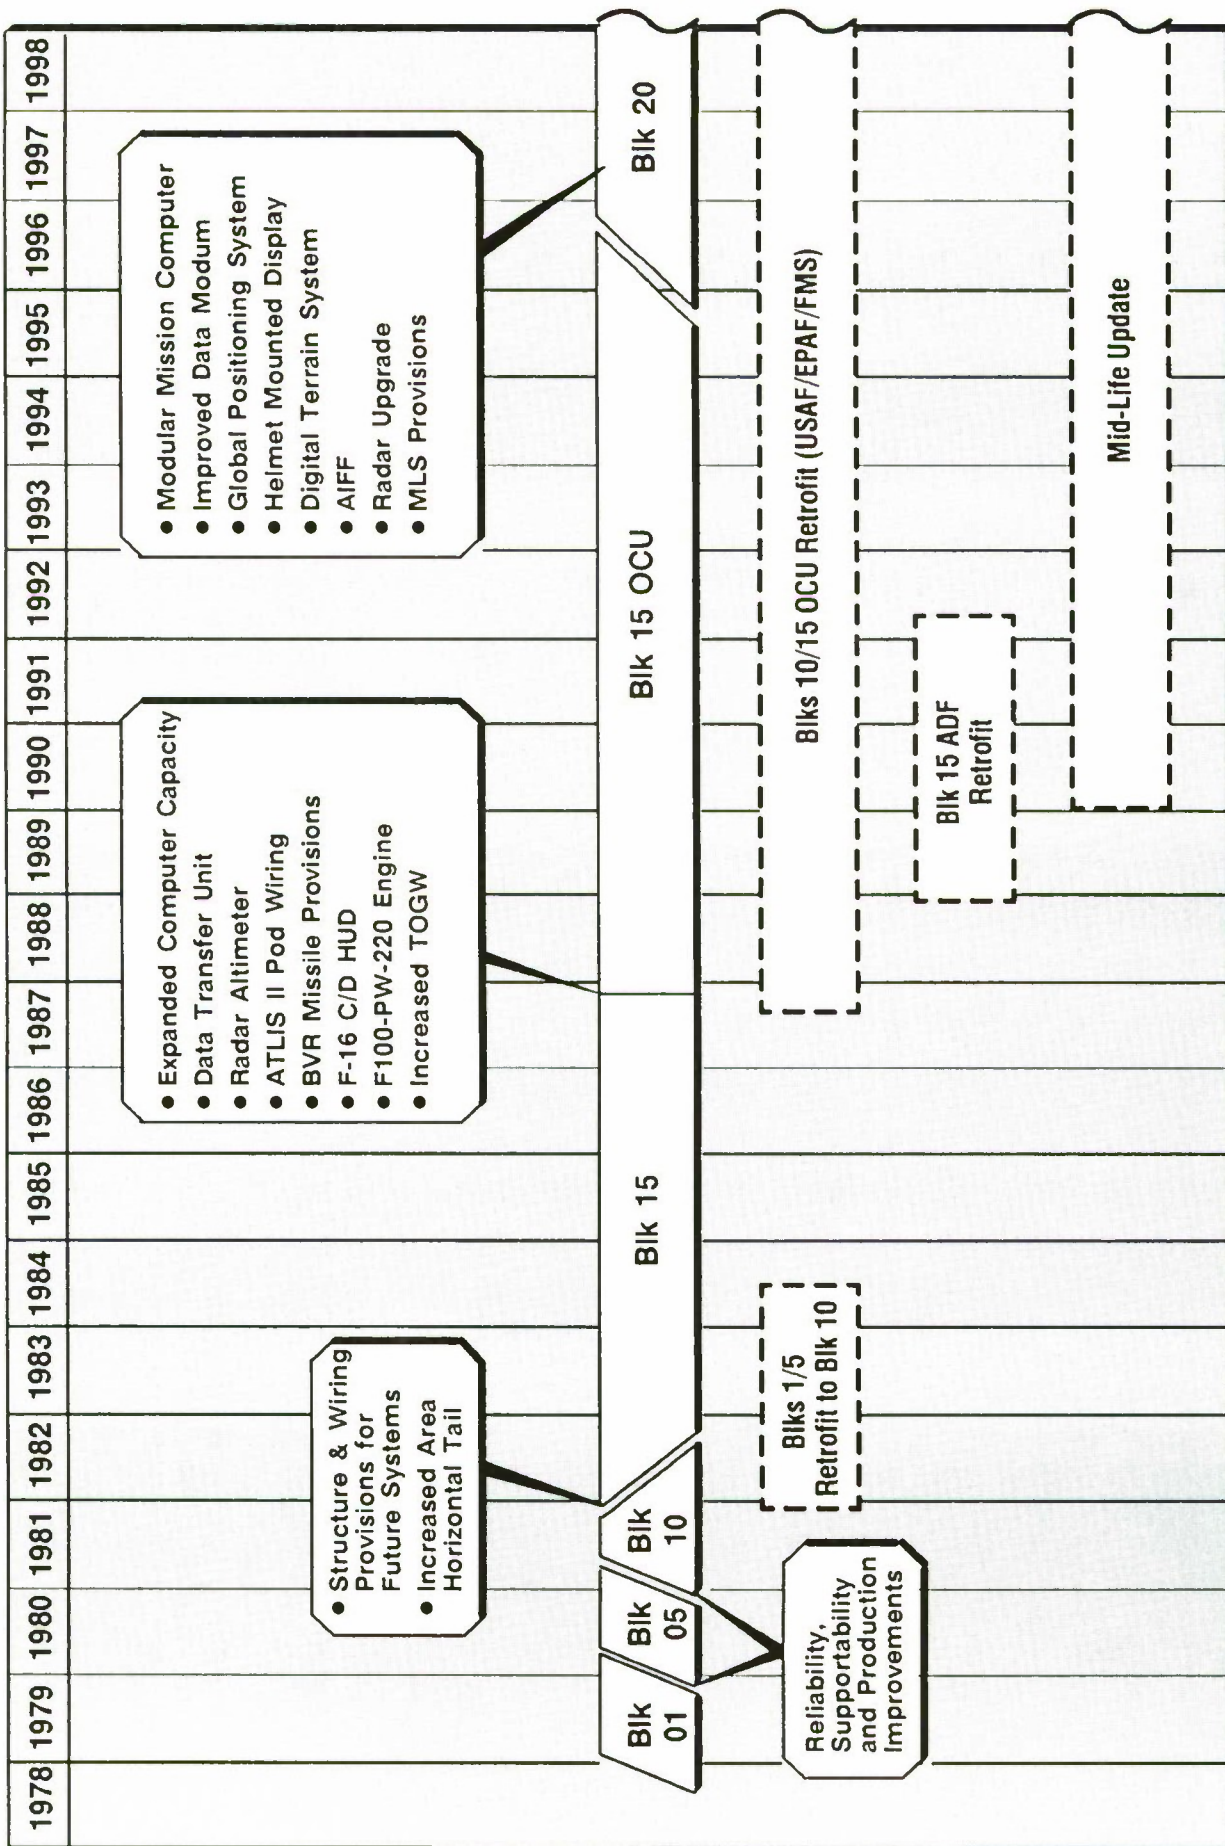 1978 1979 1980 1981 1982 1983 1984 1985 1986 1987 1988 1989 1990 1991 1992 1993 1994 1995 1996 1997 1998
● Structure & Wiring
Provisions for
Future Systems
● Increased Area
Horizontal Tail
● Expanded Computer Capacity
● Data Transfer Unit
● Radar Altimeter
● ATLIS II Pod Wiring
● BVR Missile Provisions
● F-16 C/D HUD
● F100-PW-220 Engine
● Increased TOGW
● Modular Mission Computer
● Improved Data Modum
● Global Positioning System
● Helmet Mounted Display
● Digital Terrain System
● AIFF
● Radar Upgrade
● MLS Provisions
Blk
01
Blk
05
Blk
10
Blk 15
Blk 15 OCU
Blk 20
Reliability,
Supportability
and Production
Improvements
Blks 1/5
Retrofit to Blk 10
Blks 10/15 OCU Retrofit (USAF/EPAF/FMS)
Blk 15 ADF
Retrofit
Mid-Life Update